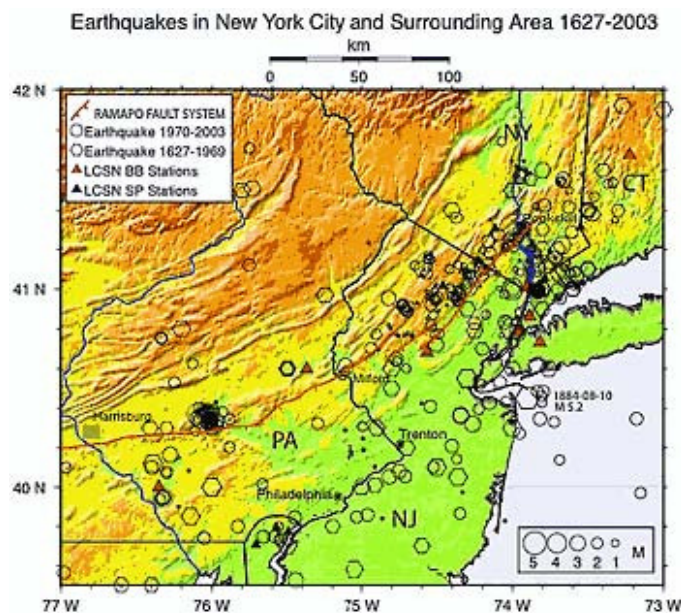 Earthquakes in New York City and Surrounding Area 1627-2003
km
0 50 100
42 N
RAMAPO FAULT SYSTEM
Earthquake 1970-2003
Earthquake 1627-1969
LCSN BB Stations
LCSN SP Stations
NY
CT
Peekskill
41 N
Milford
1884-08-10
M 5.2
Harrisburg
PA
Trenton
40 N
Philadelphia
NJ
5 4 3 2 1 M
77 W 76 W 75 W 74 W 73 W